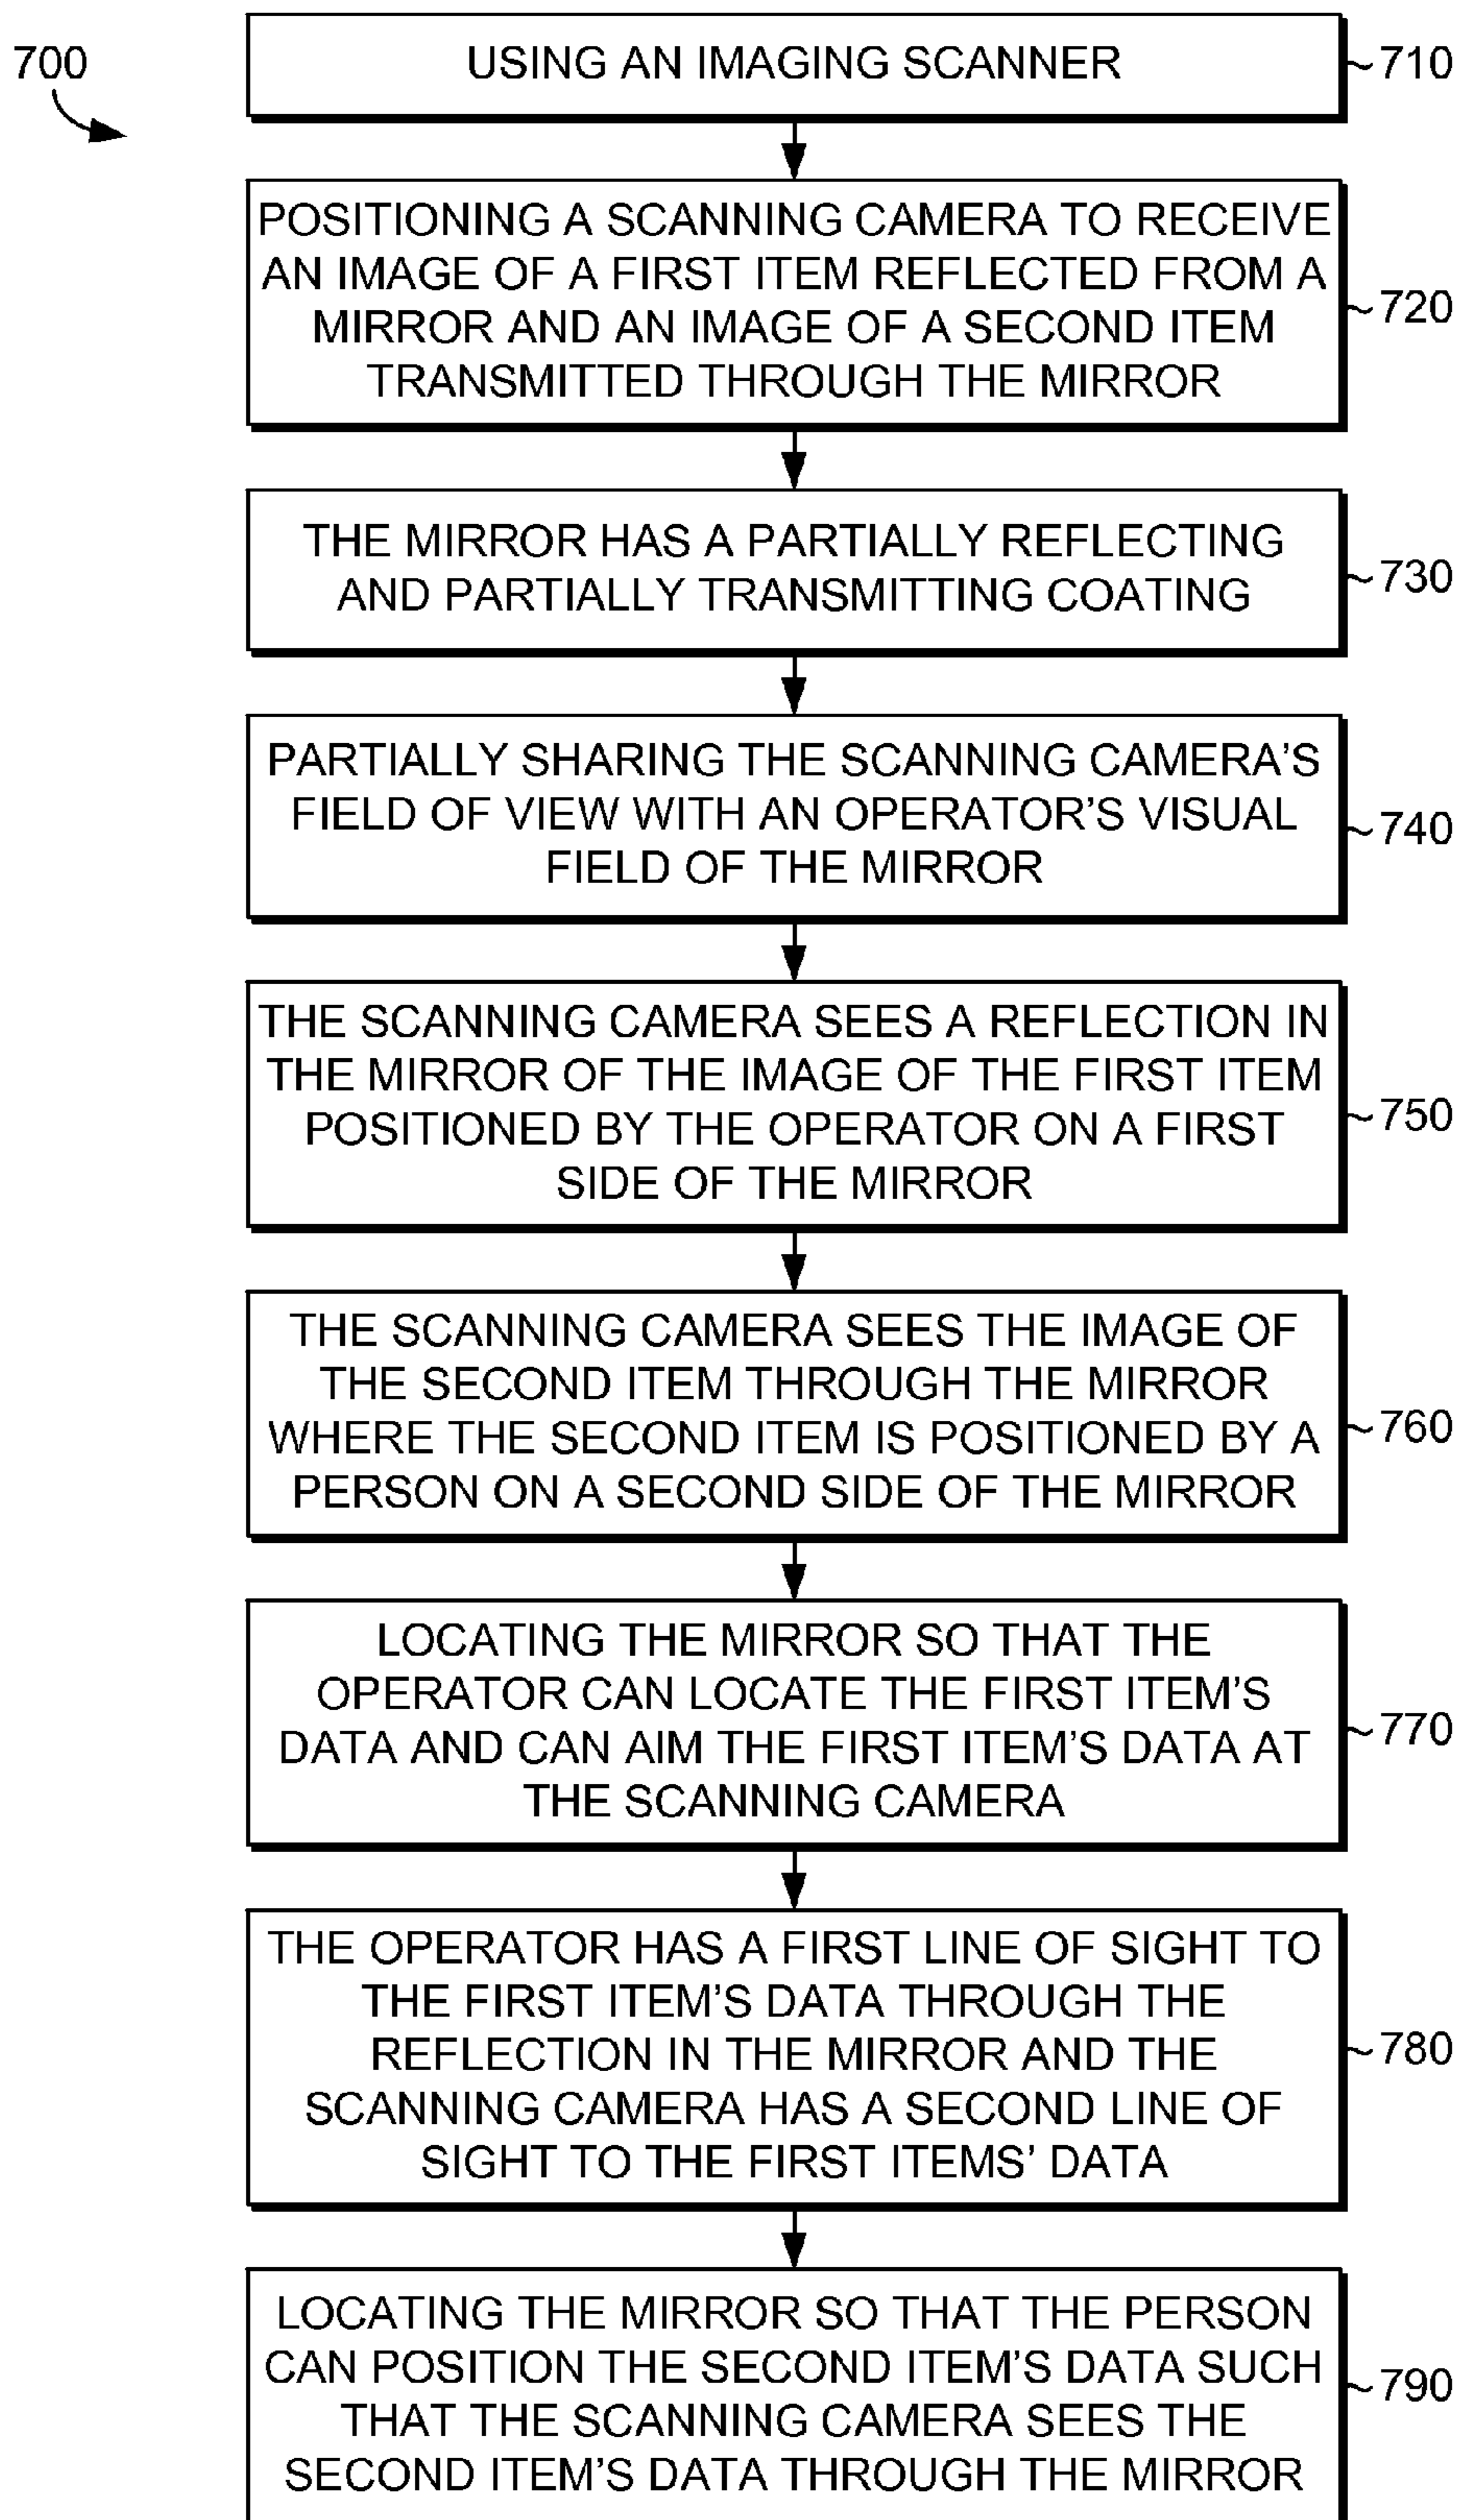 700
USING AN IMAGING SCANNER
710
POSITIONING A SCANNING CAMERA TO RECEIVE
AN IMAGE OF A FIRST ITEM REFLECTED FROM A
MIRROR AND AN IMAGE OF A SECOND ITEM
TRANSMITTED THROUGH THE MIRROR
720
THE MIRROR HAS A PARTIALLY REFLECTING
AND PARTIALLY TRANSMITTING COATING
730
PARTIALLY SHARING THE SCANNING CAMERA'S
FIELD OF VIEW WITH AN OPERATOR'S VISUAL
FIELD OF THE MIRROR
740
THE SCANNING CAMERA SEES A REFLECTION IN
THE MIRROR OF THE IMAGE OF THE FIRST ITEM
POSITIONED BY THE OPERATOR ON A FIRST
SIDE OF THE MIRROR
750
THE SCANNING CAMERA SEES THE IMAGE OF
THE SECOND ITEM THROUGH THE MIRROR
WHERE THE SECOND ITEM IS POSITIONED BY A
PERSON ON A SECOND SIDE OF THE MIRROR
760
LOCATING THE MIRROR SO THAT THE
OPERATOR CAN LOCATE THE FIRST ITEM'S
DATA AND CAN AIM THE FIRST ITEM'S DATA AT
THE SCANNING CAMERA
770
THE OPERATOR HAS A FIRST LINE OF SIGHT TO
THE FIRST ITEM'S DATA THROUGH THE
REFLECTION IN THE MIRROR AND THE
SCANNING CAMERA HAS A SECOND LINE OF
SIGHT TO THE FIRST ITEMS' DATA
780
LOCATING THE MIRROR SO THAT THE PERSON
CAN POSITION THE SECOND ITEM'S DATA SUCH
THAT THE SCANNING CAMERA SEES THE
SECOND ITEM'S DATA THROUGH THE MIRROR
790